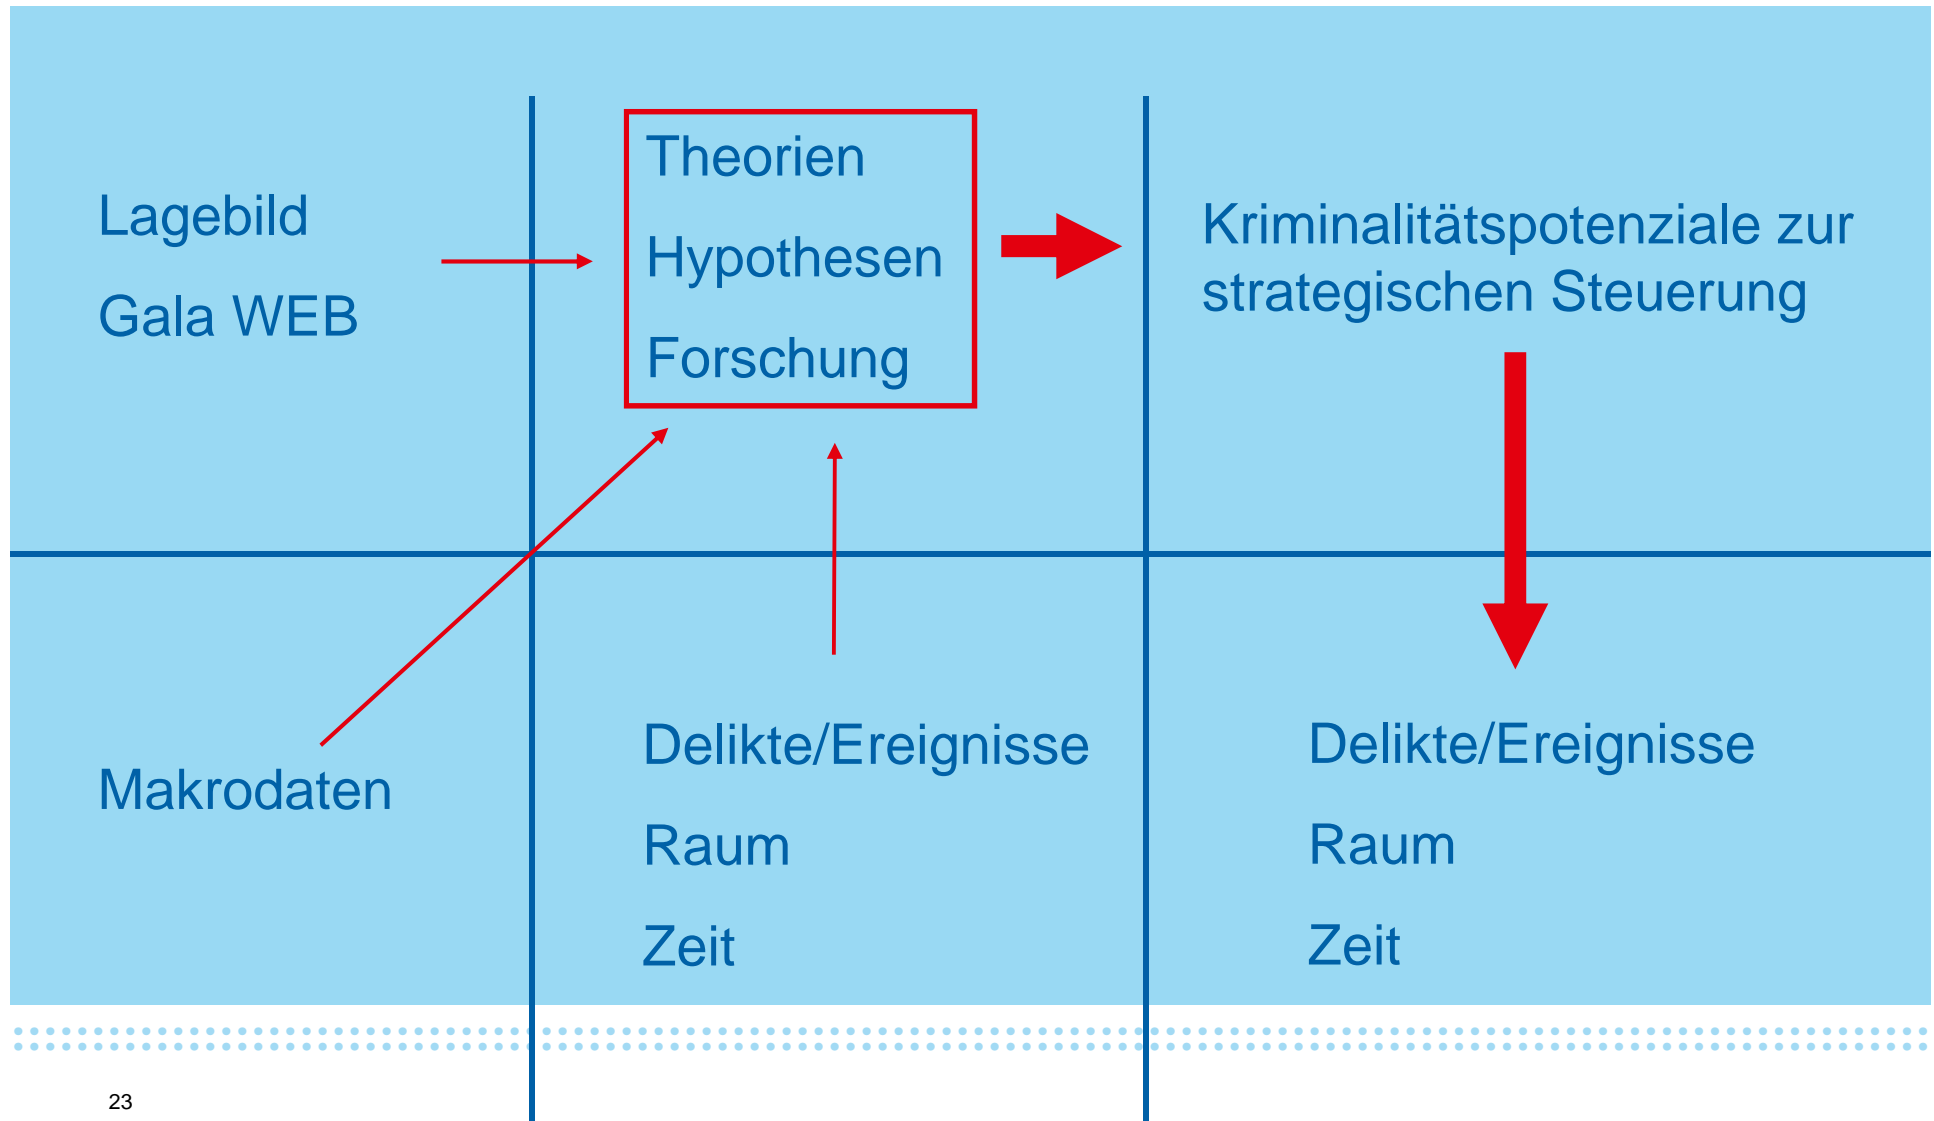 Lagebild
Gala WEB
Theorien
Hypothesen
Forschung
Kriminalitätspotenziale zur
strategischen Steuerung
Makrodaten
Delikte/Ereignisse
Raum
Zeit
Delikte/Ereignisse
Raum
Zeit
23